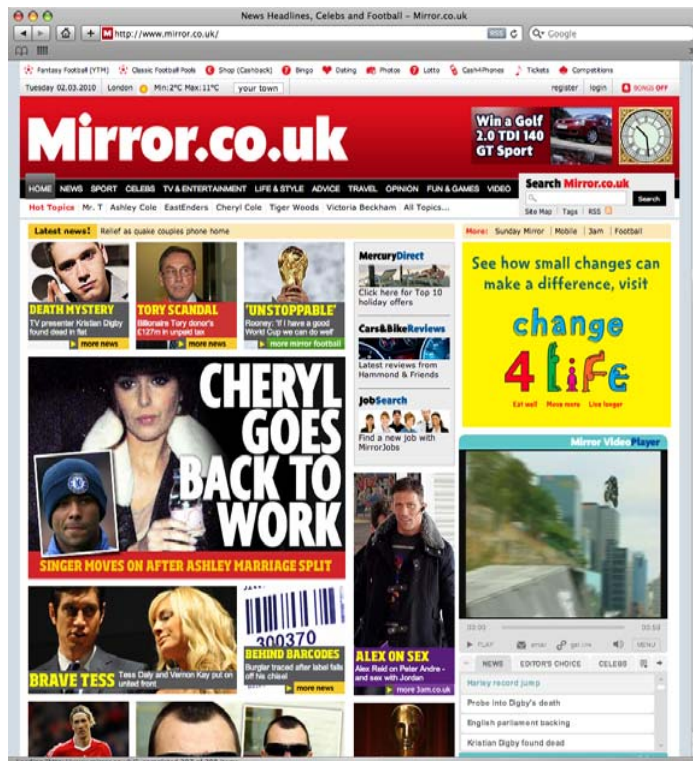 News Headlines, Celebs and Football – Mirror.co.uk
http://www.mirror.co.uk/
RSS
Google
Fantasy Football (YTM) Classic Football Pools Shop (Cashback) Bingo Dating Photos Lotto Cash4Phones Tickets Competitions
Tuesday 02.03.2010 London Min:2°C Max:11°C your town register login BONGS OFF
Mirror.co.uk
Win a Golf
2.0 TDI 140
GT Sport
HOME NEWS SPORT CELEBS TV & ENTERTAINMENT LIFE & STYLE ADVICE TRAVEL OPINION FUN & GAMES VIDEO
Search Mirror.co.uk
Search
Site Map | Tags | RSS
Hot Topics Mr. T Ashley Cole EastEnders Cheryl Cole Tiger Woods Victoria Beckham All Topics...
Latest news! Relief as quake couples phone home
More: Sunday Mirror | Mobile | 3am | Football
DEATH MYSTERY
TV presenter Kristian Digby
found dead in flat
more news
TORY SCANDAL
Billionaire Tory donor's
£127m in unpaid tax
more news
'UNSTOPPABLE'
Rooney: 'If I have a good
World Cup we can do well'
more mirror football
MercuryDirect
Click here for Top 10
holiday offers
Cars&BikeReviews
Latest reviews from
Hammond & Friends
JobSearch
Find a new job with
MirrorJobs
See how small changes can
make a difference, visit
change
4 LiFe
Eat well Move more Live longer
CHERYL
GOES
BACK TO
WORK
SINGER MOVES ON AFTER ASHLEY MARRIAGE SPLIT
Mirror VideoPlayer
03:00
PLAY email get link MENU
NEWS EDITOR'S CHOICE CELEBS
Harley record jump
Probe into Digby's death
English parliament backing
Kristian Digby found dead
BRAVE TESS
Tess Daly and Vernon Kay put on
united front
300370
BEHIND BARCODES
Burglar traced after label falls
off his chisel
more news
ALEX ON SEX
Alex Reid on Peter Andre -
and sex with Jordan
more 3am.co.uk